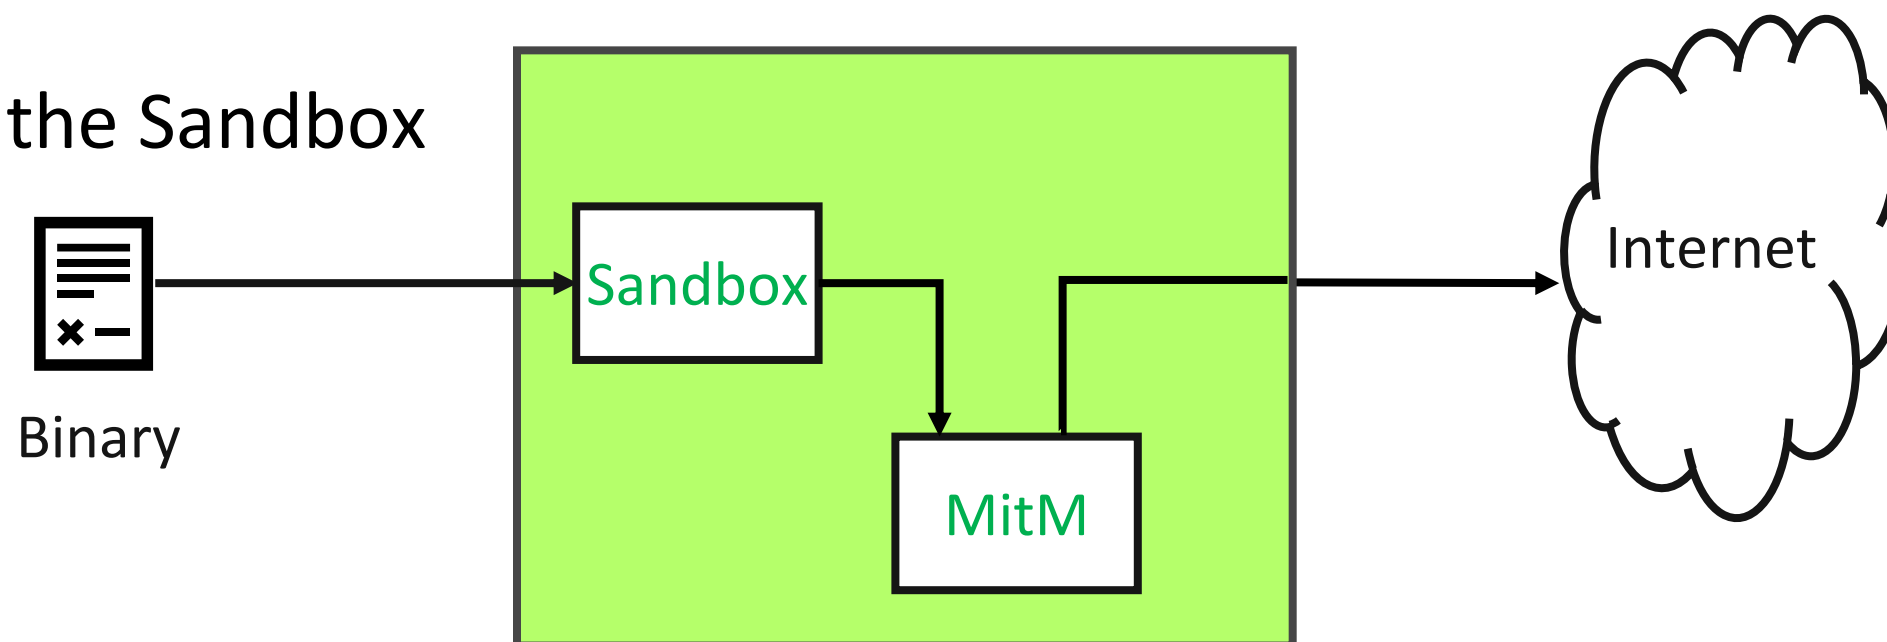 the Sandbox
Binary
Sandbox
MitM
Internet